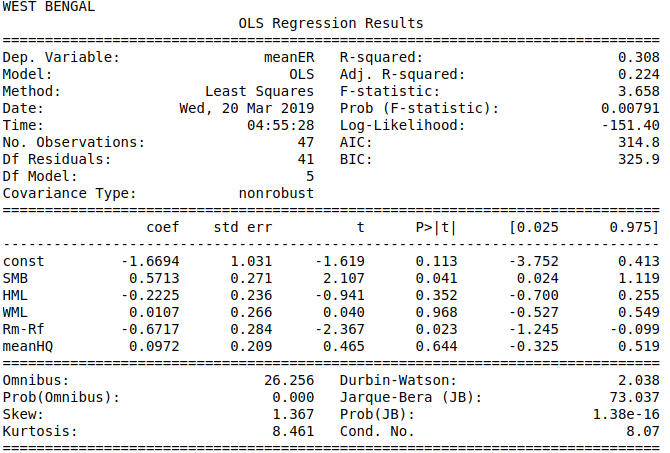 WEST BENGAL
OLS Regression Results
==============================================================================
Dep. Variable: meanER R-squared: 0.308
Model: OLS Adj. R-squared: 0.224
Method: Least Squares F-statistic: 3.658
Date: Wed, 20 Mar 2019 Prob (F-statistic): 0.00791
Time: 04:55:28 Log-Likelihood: -151.40
No. Observations: 47 AIC: 314.8
Df Residuals: 41 BIC: 325.9
Df Model: 5
Covariance Type: nonrobust
==============================================================================
coef std err t P>|t| [0.025 0.975]
------------------------------------------------------------------------------
const -1.6694 1.031 -1.619 0.113 -3.752 0.413
SMB 0.5713 0.271 2.107 0.041 0.024 1.119
HML -0.2225 0.236 -0.941 0.352 -0.700 0.255
WML 0.0107 0.266 0.040 0.968 -0.527 0.549
Rm-Rf -0.6717 0.284 -2.367 0.023 -1.245 -0.099
meanHQ 0.0972 0.209 0.465 0.644 -0.325 0.519
==============================================================================
Omnibus: 26.256 Durbin-Watson: 2.038
Prob(Omnibus): 0.000 Jarque-Bera (JB): 73.037
Skew: 1.367 Prob(JB): 1.38e-16
Kurtosis: 8.461 Cond. No. 8.07
==============================================================================